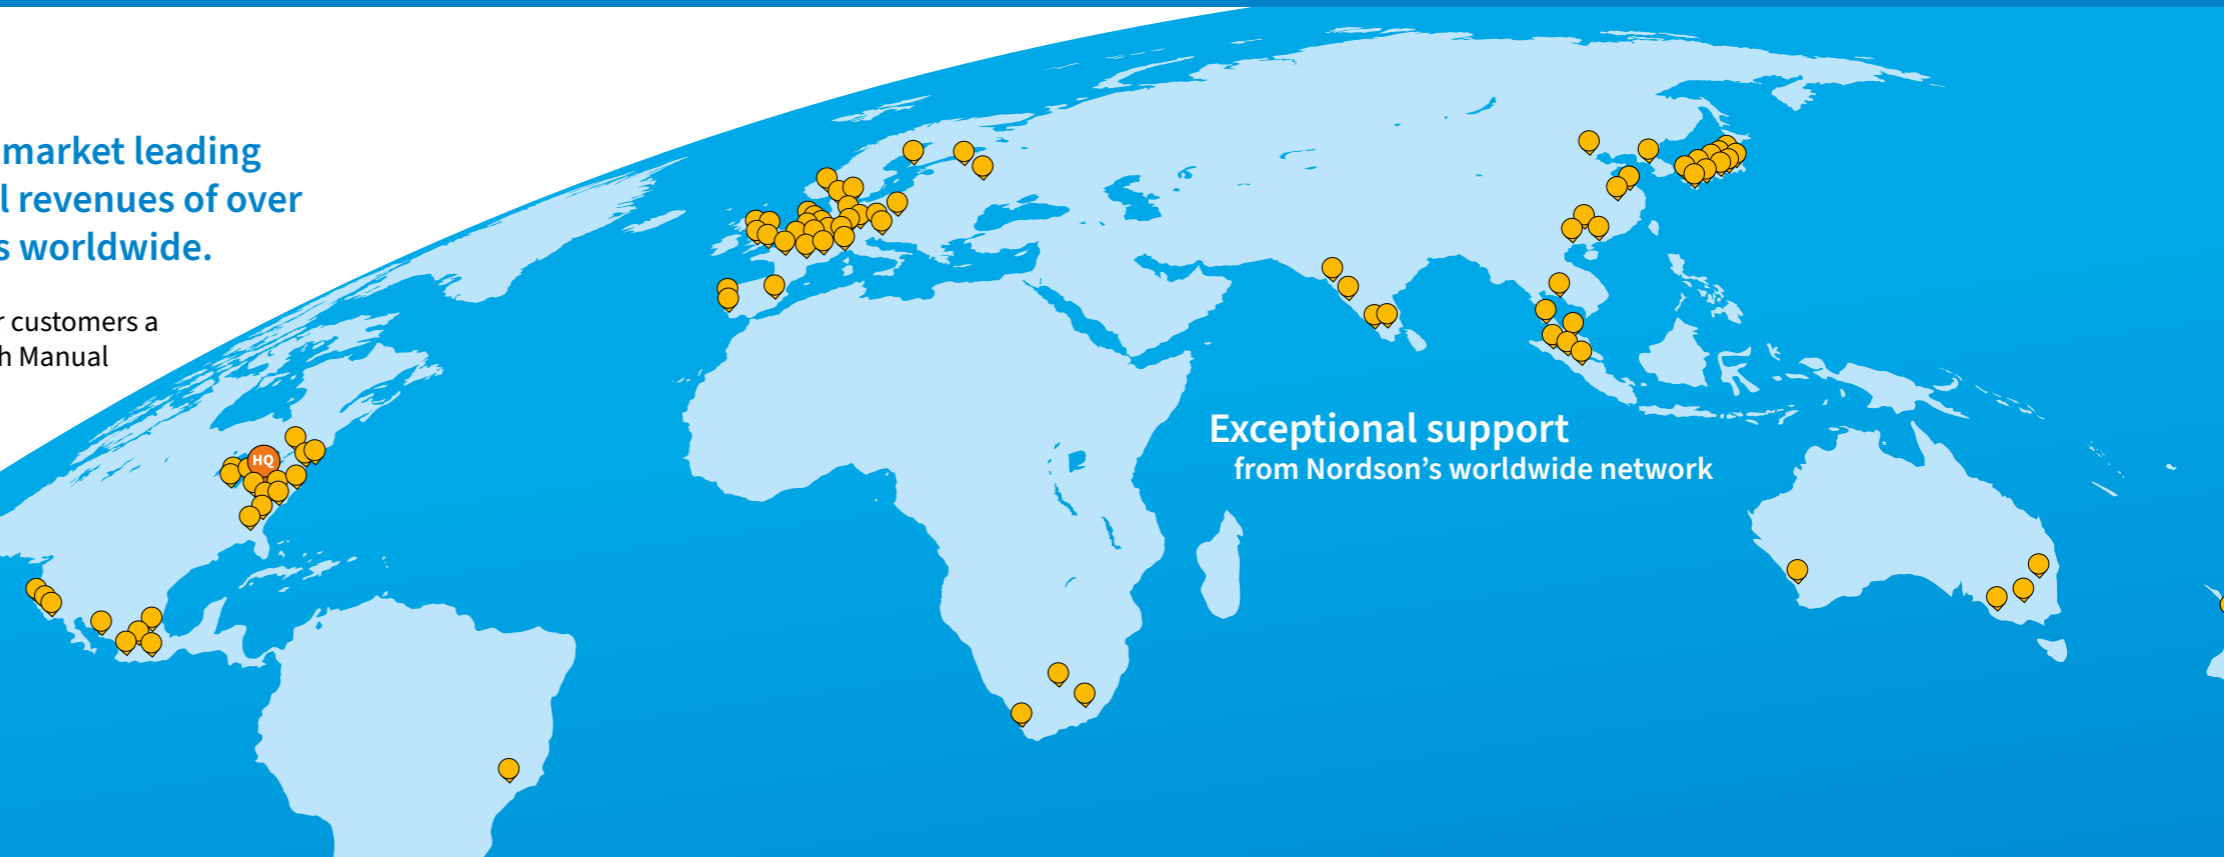 market leading
l revenues of over
s worldwide.
r customers a
h Manual
HQ
Exceptional support
from Nordson’s worldwide network